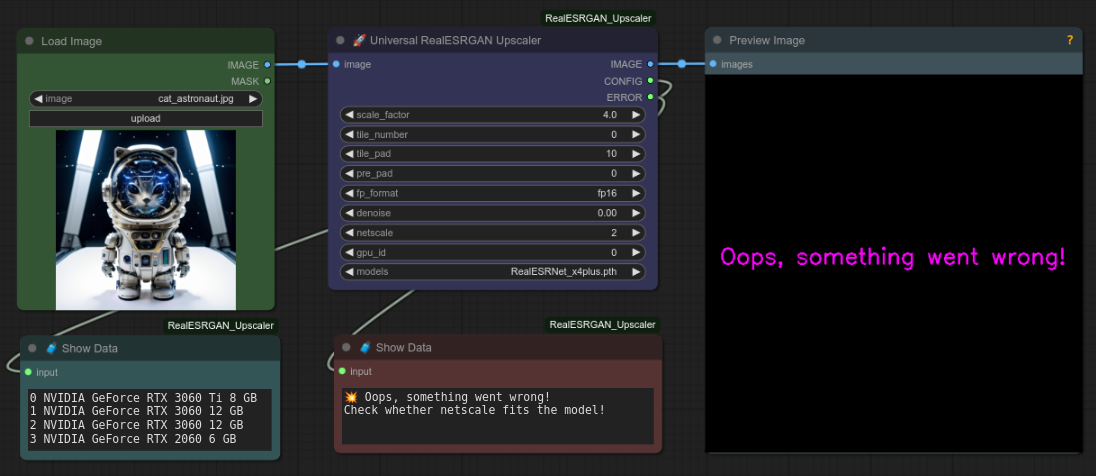 RealESRGAN_Upscaler
Load Image
IMAGE
MASK
image cat_astronaut.jpg
upload
🚀 Universal RealESRGAN Upscaler
image IMAGE
CONFIG
ERROR
scale_factor 4.0
tile_number 0
tile_pad 10
pre_pad 0
fp_format fp16
denoise 0.00
netscale 2
gpu_id 0
models RealESRNet_x4plus.pth
Preview Image ?
images
Oops, something went wrong!
RealESRGAN_Upscaler
🧳 Show Data
input
0 NVIDIA GeForce RTX 3060 Ti 8 GB
1 NVIDIA GeForce RTX 3060 12 GB
2 NVIDIA GeForce RTX 3060 12 GB
3 NVIDIA GeForce RTX 2060 6 GB
RealESRGAN_Upscaler
🧳 Show Data
input
💥 Oops, something went wrong!
Check whether netscale fits the model!